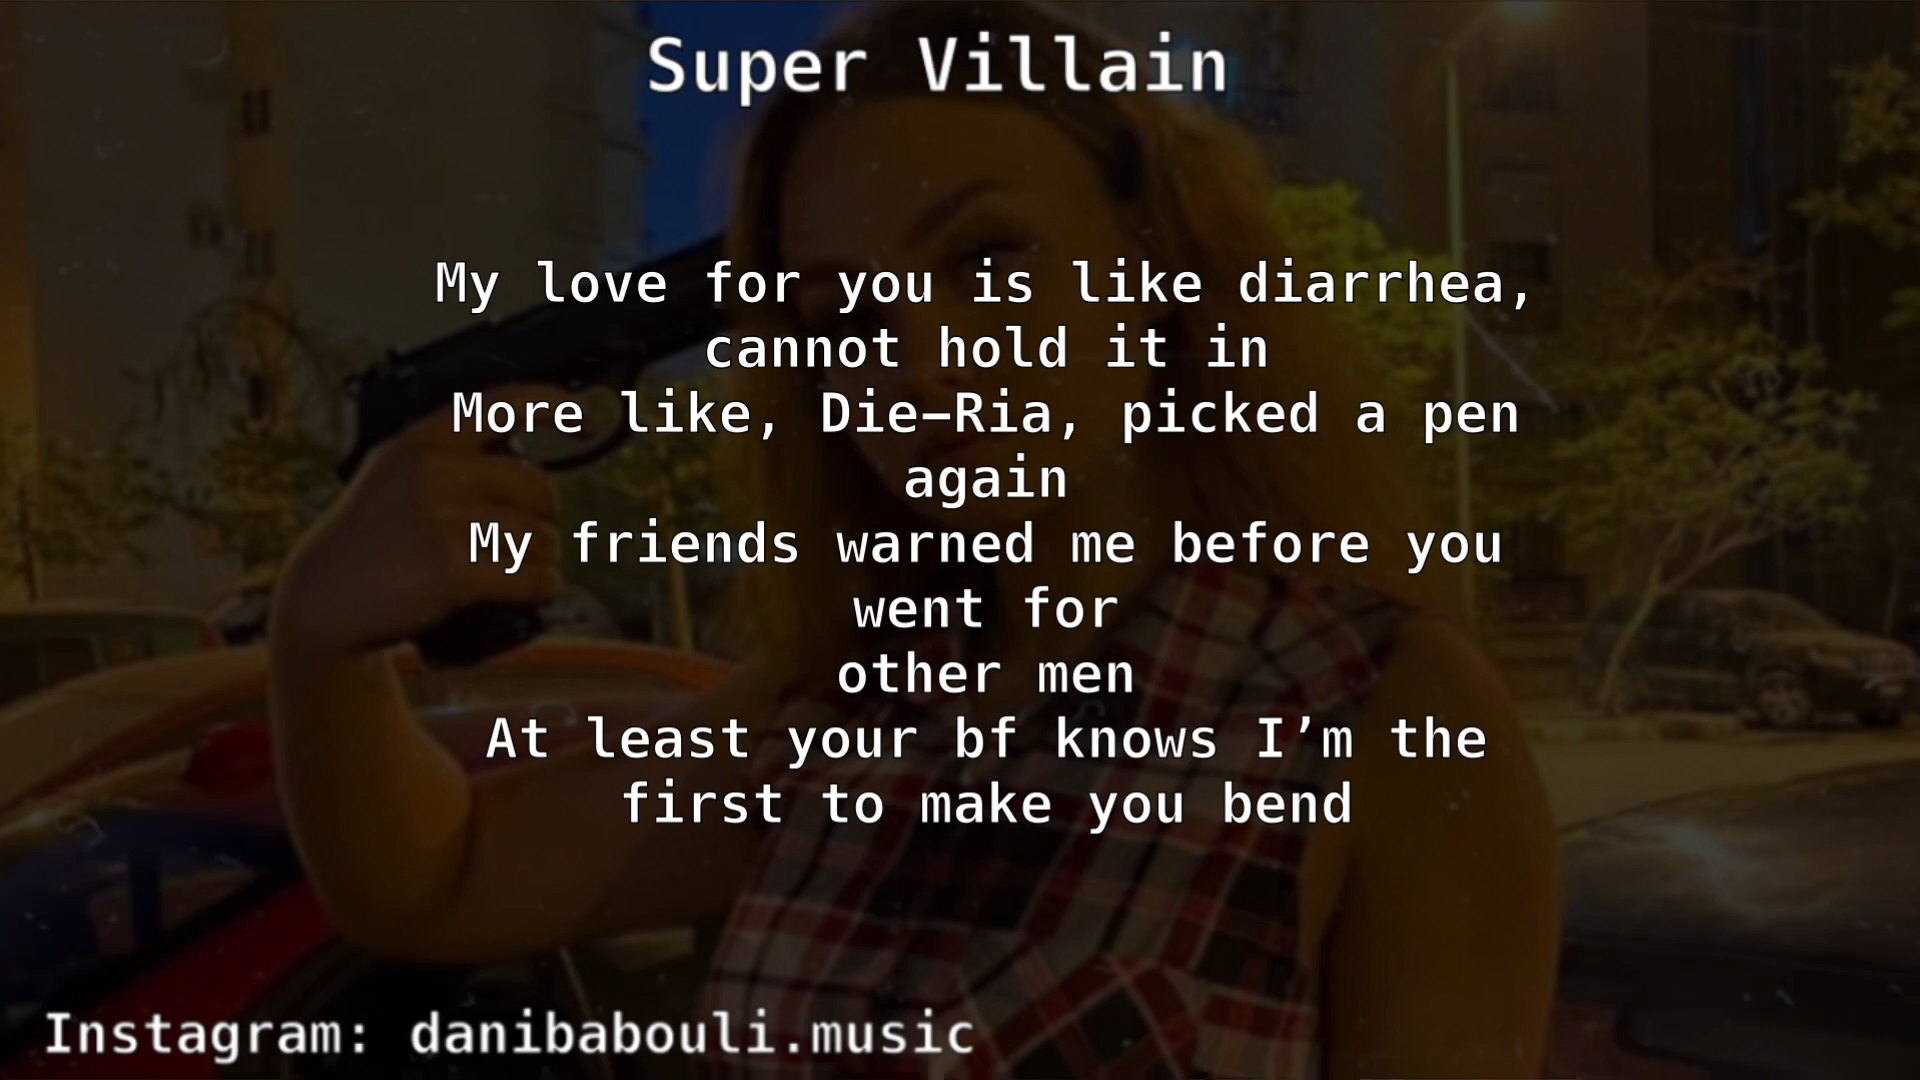 Super Villain
My love for you is like diarrhea,
cannot hold it in
More like, Die–Ria, picked a pen
again
My friends warned me before you
went for
other men
At least your bf knows I’m the
first to make you bend
Instagram: danibabouli.music